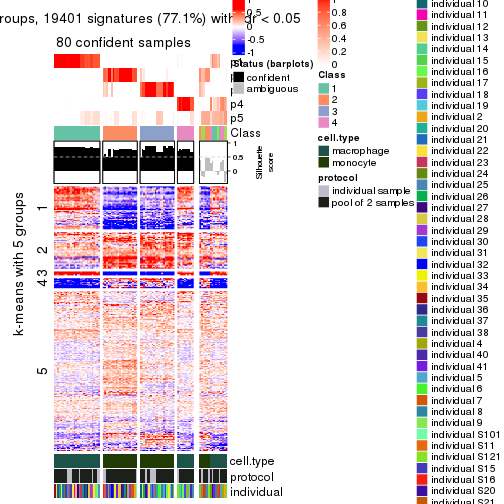 roups, 19401 signatures (77.1%) with
r < 0.05
80 confident samples
p4
p5
Class
1
0.5
0
Silhouette
score
k-means with 5 groups
1
2
3
4
5
cell.type
protocol
individual
0.5
0
-0.5
-1
Status (barplots)
confident
ambiguous
0.8
0.6
0.4
0.2
0
Class
1
2
3
4
cell.type
macrophage
monocyte
protocol
individual sample
pool of 2 samples
individual 10
individual 11
individual 12
individual 13
individual 14
individual 15
individual 16
individual 17
individual 18
individual 19
individual 2
individual 20
individual 21
individual 22
individual 23
individual 24
individual 25
individual 26
individual 27
individual 28
individual 29
individual 30
individual 31
individual 32
individual 33
individual 34
individual 35
individual 36
individual 37
individual 38
individual 4
individual 40
individual 41
individual 5
individual 6
individual 7
individual 8
individual 9
individual S101
individual S11
individual S121
individual S15
individual S16
individual S20
individual S21